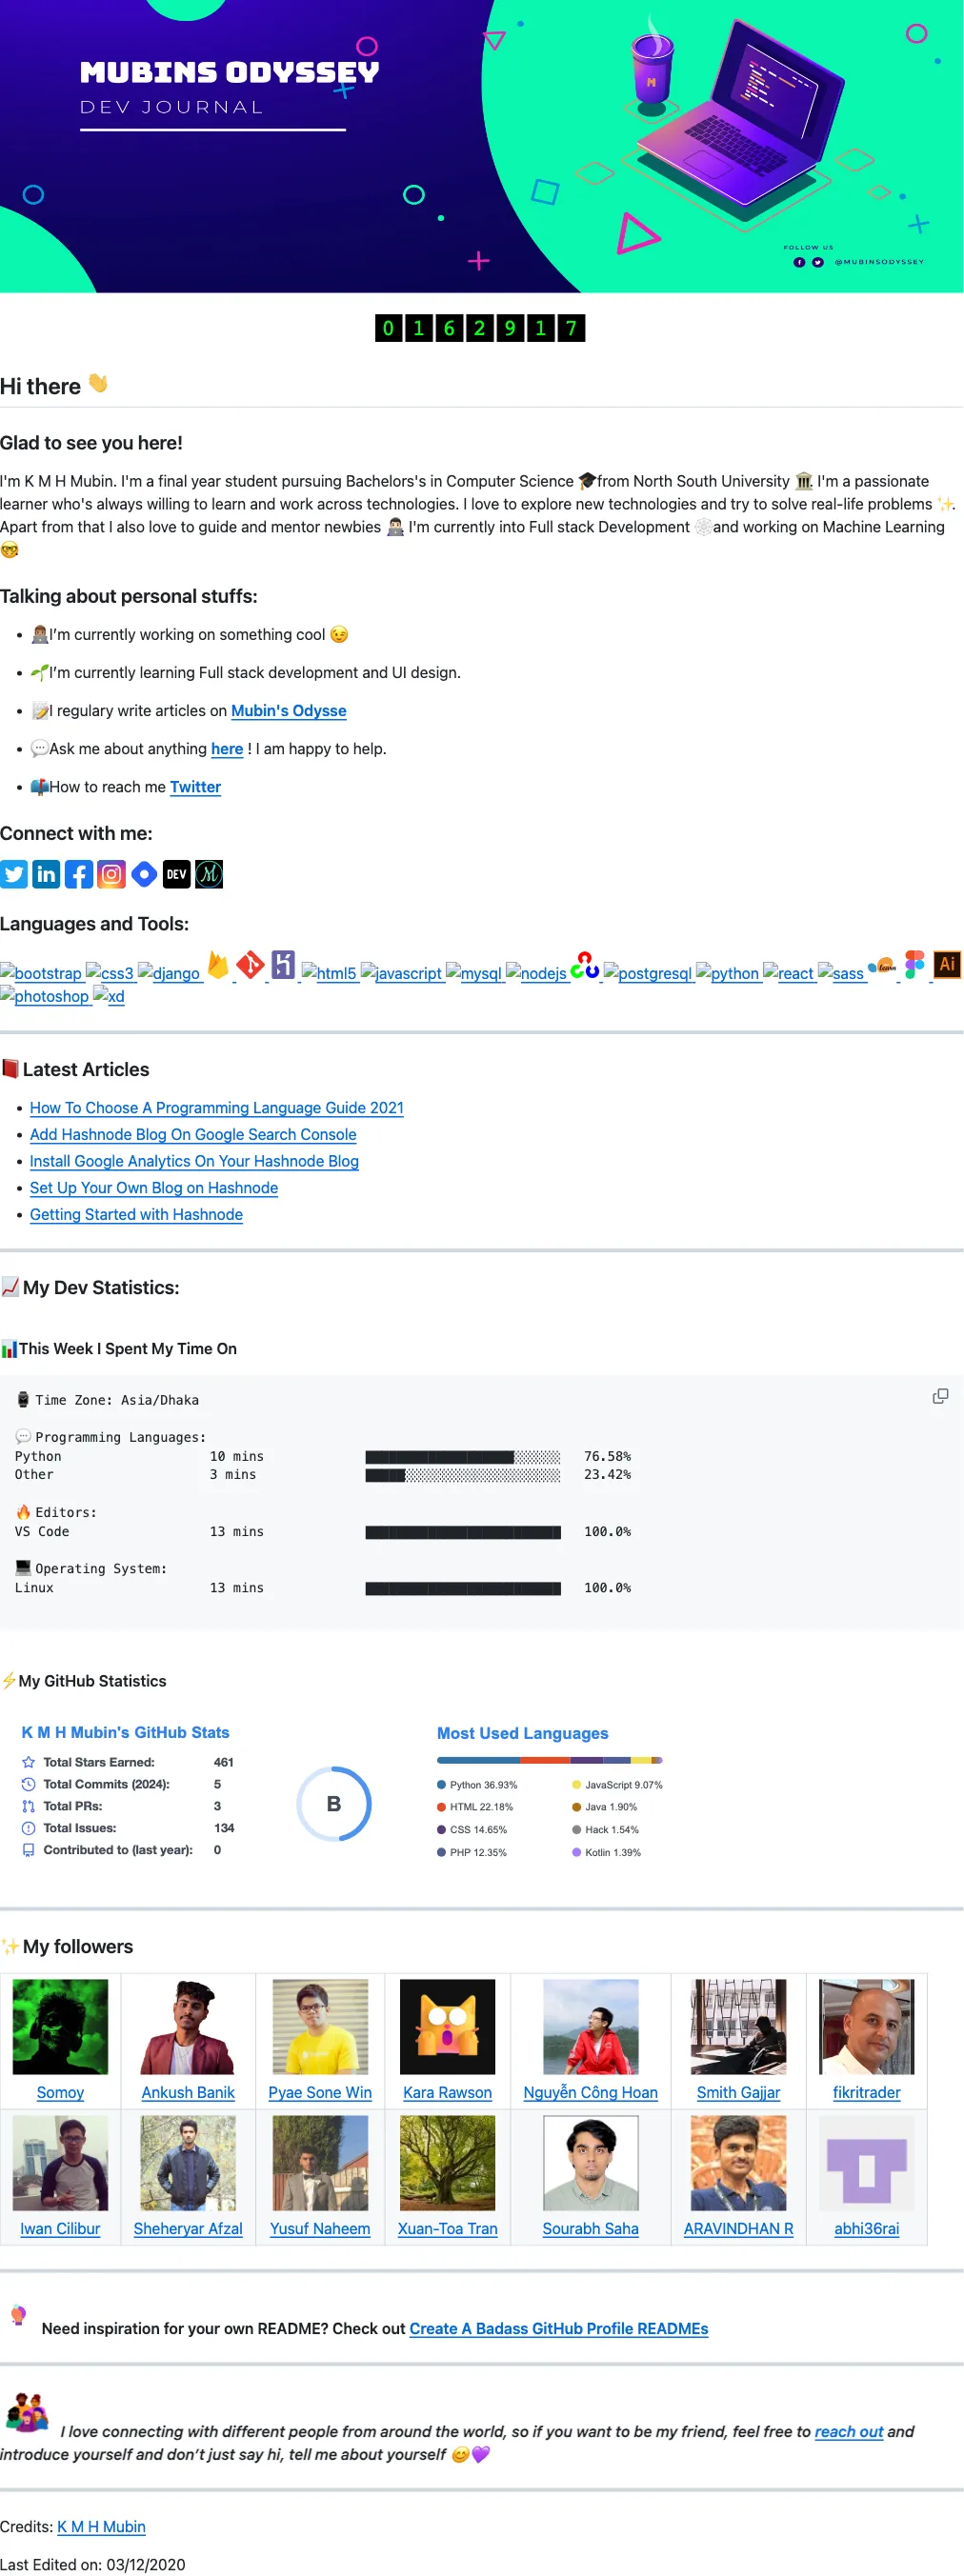 MUBINS ODYSSEY
DEV JOURNAL
M
FOLLOW US
@MUBINSODYSSEY
0162917
Hi there 👋
Glad to see you here!
I'm K M H Mubin. I'm a final year student pursuing Bachelors's in Computer Science 🎓from North South University 🏛️ I'm a passionate
learner who's always willing to learn and work across technologies. I love to explore new technologies and try to solve real-life problems ✨.
Apart from that I also love to guide and mentor newbies 👨🏻‍💻 I'm currently into Full stack Development 🕸️and working on Machine Learning
🤓
Talking about personal stuffs:
• 👨🏽‍💻I'm currently working on something cool 😉
• 🌱I'm currently learning Full stack development and UI design.
• 📝I regulary write articles on Mubin's Odysse
• 💬Ask me about anything here ! I am happy to help.
• 📫How to reach me Twitter
Connect with me:
in DEV M
Languages and Tools:
bootstrap css3 django html5 javascript mysql nodejs postgresql python react sass learn Ai
photoshop xd
📕 Latest Articles
• How To Choose A Programming Language Guide 2021
• Add Hashnode Blog On Google Search Console
• Install Google Analytics On Your Hashnode Blog
• Set Up Your Own Blog on Hashnode
• Getting Started with Hashnode
📈 My Dev Statistics:
📊This Week I Spent My Time On
⌚︎ Time Zone: Asia/Dhaka
💬 Programming Languages:
Python 10 mins ███████████████████░░░░░░ 76.58%
Other 3 mins █████░░░░░░░░░░░░░░░░░░░░ 23.42%
🔥 Editors:
VS Code 13 mins █████████████████████████ 100.0%
💻 Operating System:
Linux 13 mins █████████████████████████ 100.0%
⚡My GitHub Statistics
K M H Mubin's GitHub Stats
Total Stars Earned: 461
Total Commits (2024): 5
Total PRs: 3
Total Issues: 134
Contributed to (last year): 0
B
Most Used Languages
Python 36.93% JavaScript 9.07%
HTML 22.18% Java 1.90%
CSS 14.65% Hack 1.54%
PHP 12.35% Kotlin 1.39%
✨ My followers
Somoy Ankush Banik Pyae Sone Win Kara Rawson Nguyễn Công Hoan Smith Gajjar fikritrader
Iwan Cilibur Sheheryar Afzal Yusuf Naheem Xuan-Toa Tran Sourabh Saha ARAVINDHAN R abhi36rai
Need inspiration for your own README? Check out Create A Badass GitHub Profile READMEs
I love connecting with different people from around the world, so if you want to be my friend, feel free to reach out and
introduce yourself and don't just say hi, tell me about yourself 😊💜
Credits: K M H Mubin
Last Edited on: 03/12/2020